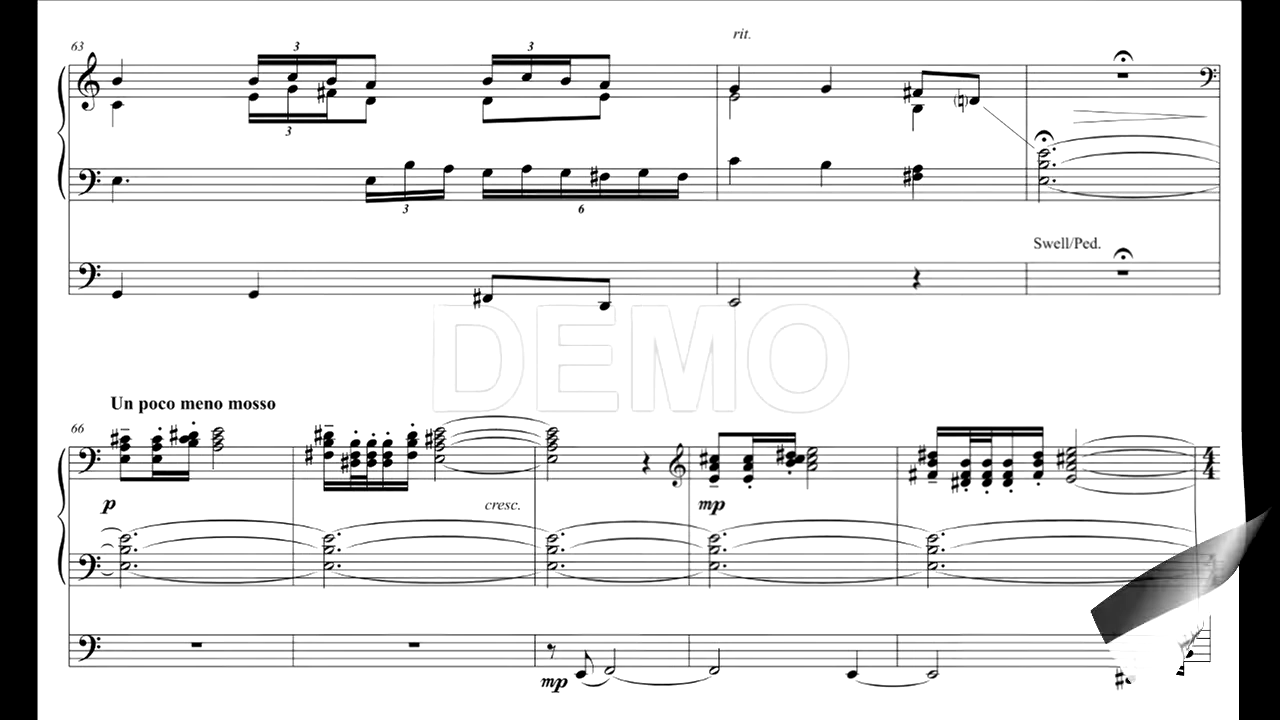 rit.
63
3
3
3
3
6
Swell/Ped.
DEMO
Un poco meno mosso
66
p
cresc.
mp
4
4
mp